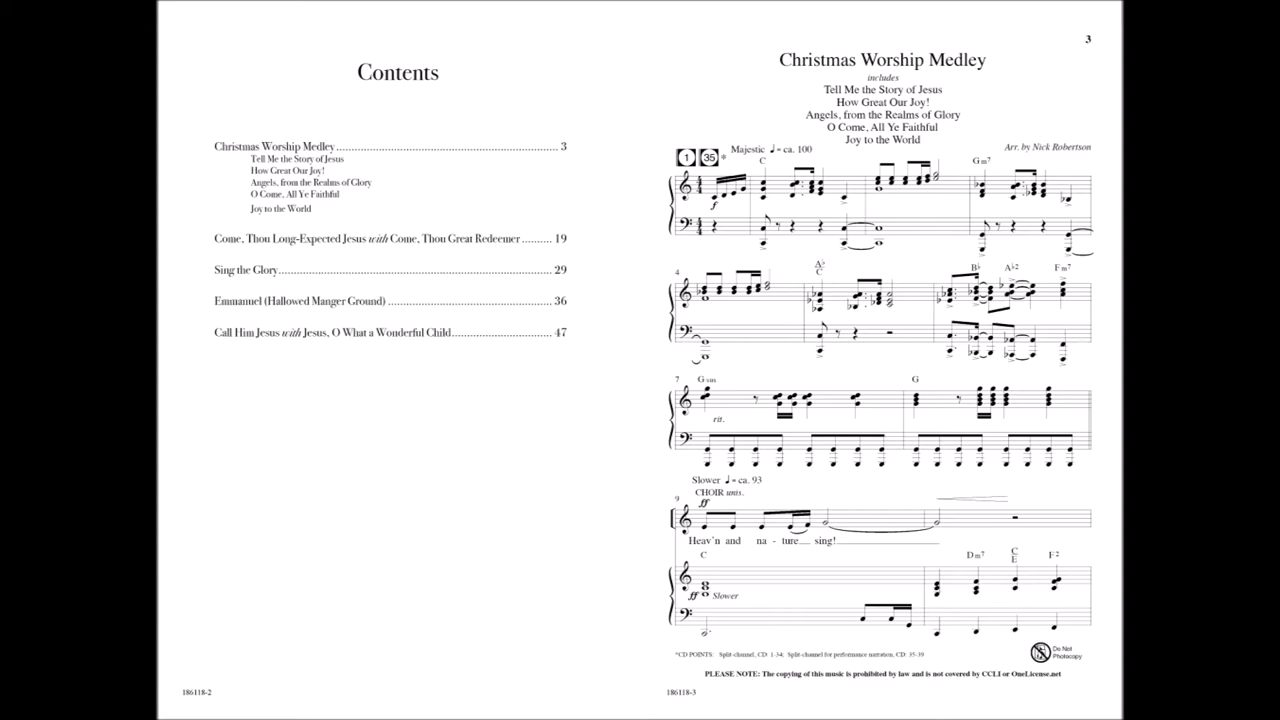 Contents
Christmas Worship Medley ........................................................... 3
Tell Me the Story of Jesus
How Great Our Joy!
Angels, from the Realms of Glory
O Come, All Ye Faithful
Joy to the World
Come, Thou Long-Expected Jesus with Come, Thou Great Redeemer .......... 19
Sing the Glory........................................................................... 29
Emmanuel (Hallowed Manger Ground) ............................................ 36
Call Him Jesus with Jesus, O What a Wonderful Child........................... 47
186118-2
3
Christmas Worship Medley
includes
Tell Me the Story of Jesus
How Great Our Joy!
Angels, from the Realms of Glory
O Come, All Ye Faithful
Joy to the World
Arr. by Nick Robertson
1 35 * Majestic ♩= ca. 100
C Gm7
f
4 A♭/C B♭ A♭2 Fm7
7 Gsus G
rit.
Slower ♩= ca. 93
CHOIR unis.
9 ff
Heav'n and na - ture sing!
C Dm7 C/E F2
ff Slower
*CD POINTS: Split-channel, CD: 1-34; Split-channel for performance narration, CD: 35-39
Do Not
Photocopy
PLEASE NOTE: The copying of this music is prohibited by law and is not covered by CCLI or OneLicense.net
186118-3